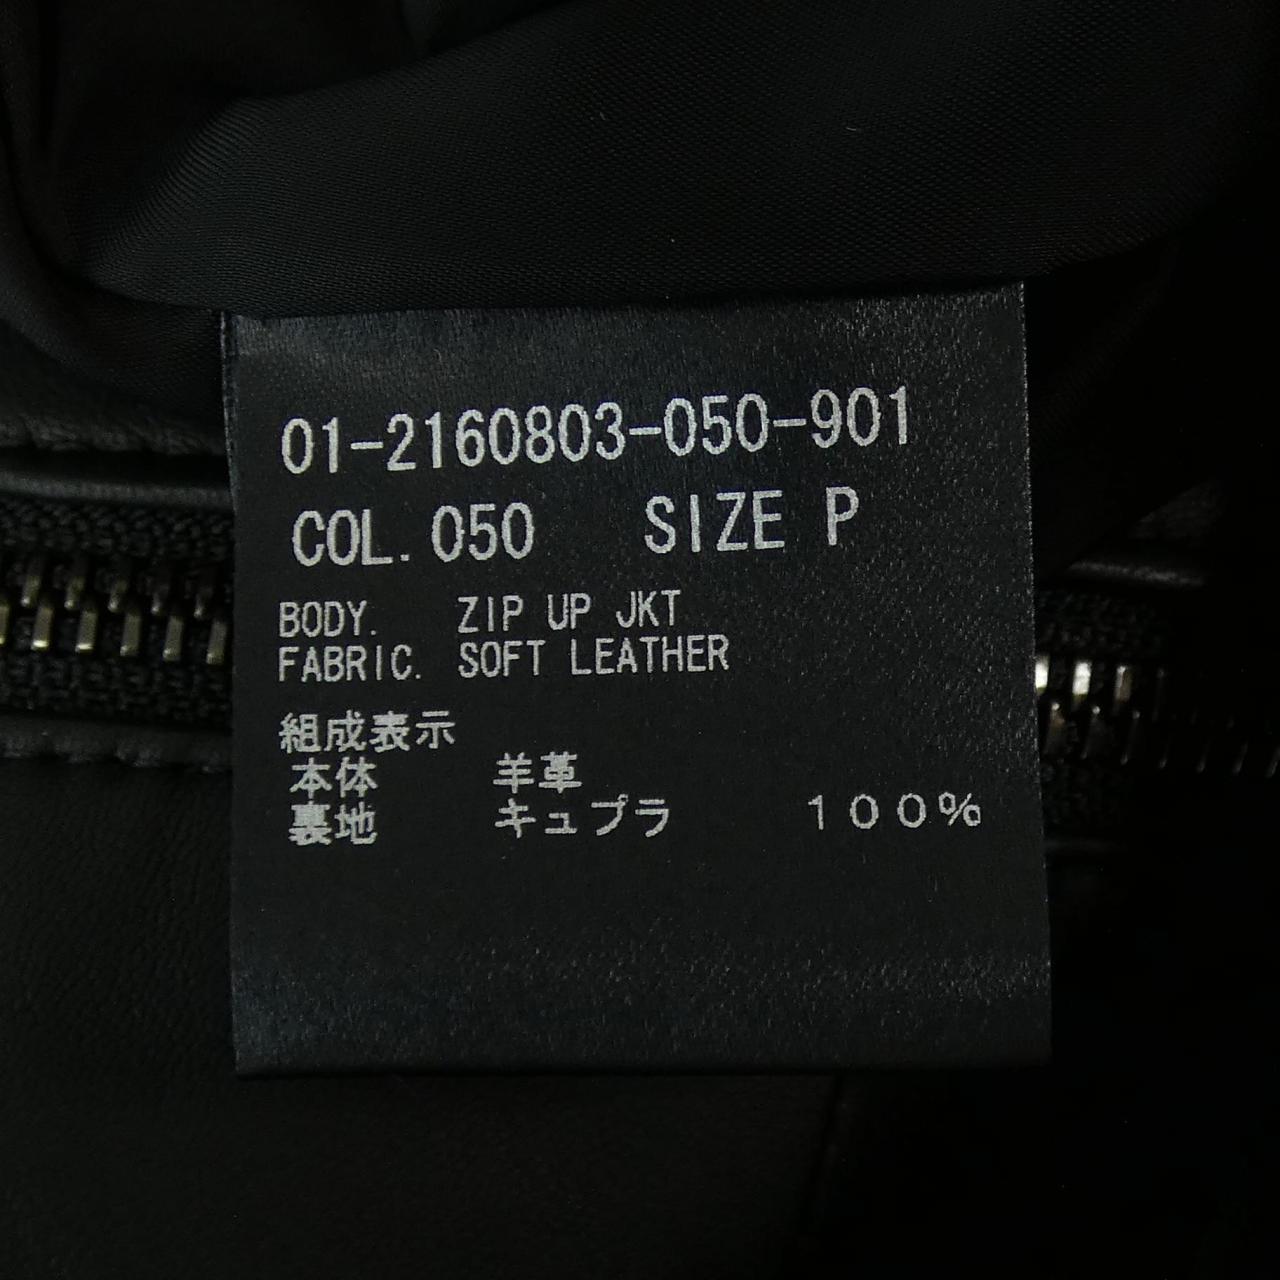 01-2160803-050-901
COL. 050 SIZE P
BODY. ZIP UP JKT
FABRIC. SOFT LEATHER
組成表示
本体 羊革
裏地 キュプラ 100%